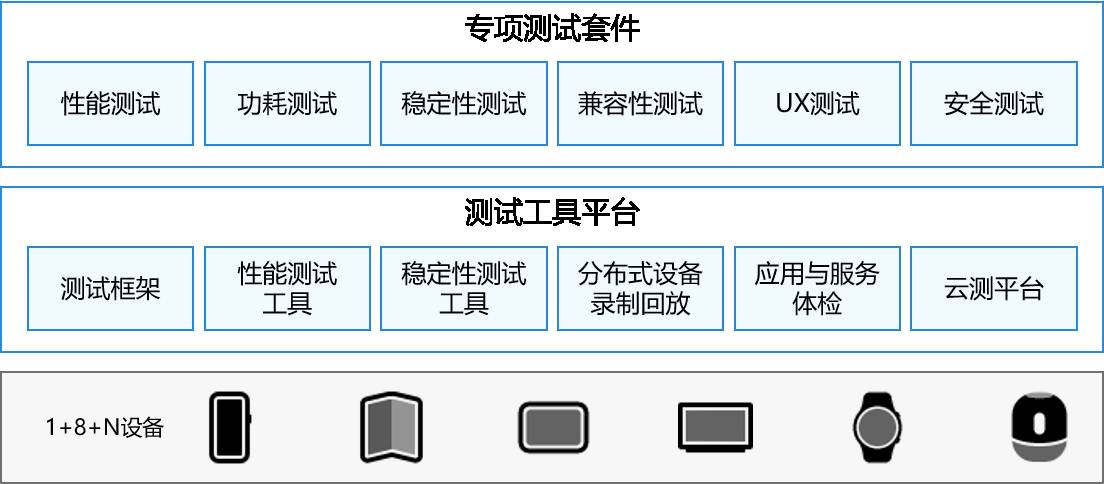 专项测试套件
性能测试
功耗测试
稳定性测试
兼容性测试
UX测试
安全测试
测试工具平台
测试框架
性能测试
工具
稳定性测试
工具
分布式设备
录制回放
应用与服务
体检
云测平台
1+8+N设备